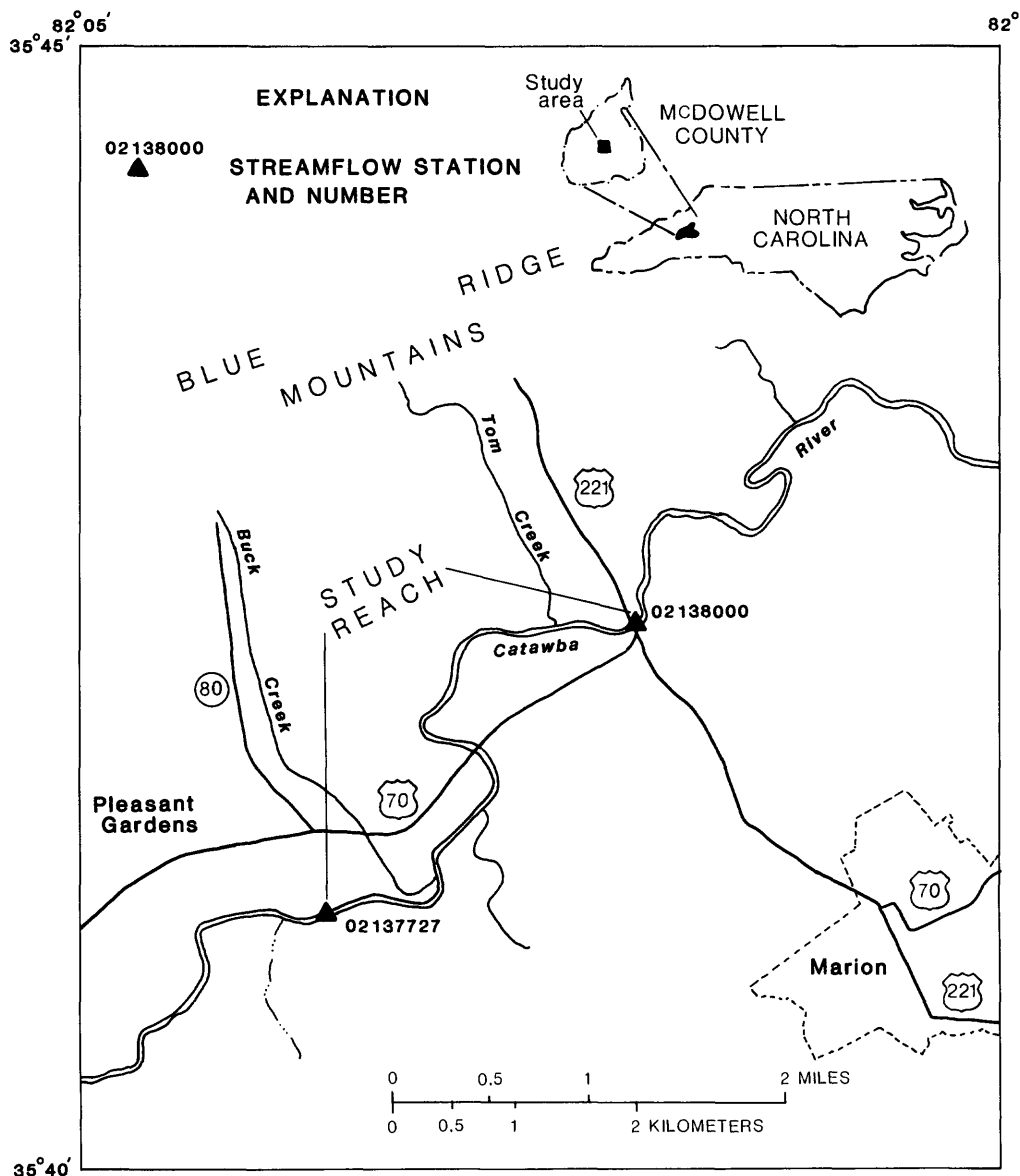 82°05′
82°
35°45′
EXPLANATION
02138000
STREAMFLOW STATION
AND NUMBER
Study
area
McDOWELL
COUNTY
NORTH
CAROLINA
BLUE RIDGE
MOUNTAINS
Tom
Creek
221
River
Buck
Creek
STUDY
REACH
02138000
Catawba
80
70
Pleasant
Gardens
02137727
70
Marion
221
0 0.5 1 2 MILES
0 0.5 1 2 KILOMETERS
35°40′